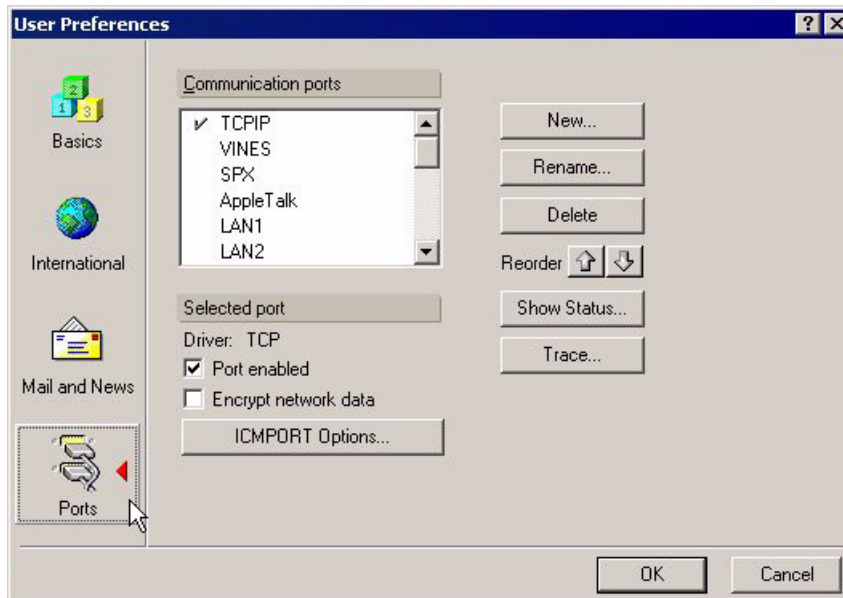 User Preferences
Basics
International
Mail and News
Ports
Communication ports
TCPIP
VINES
SPX
AppleTalk
LAN1
LAN2
Selected port
Driver: TCP
Port enabled
Encrypt network data
ICMPORT Options...
New...
Rename...
Delete
Reorder
Show Status...
Trace...
OK
Cancel